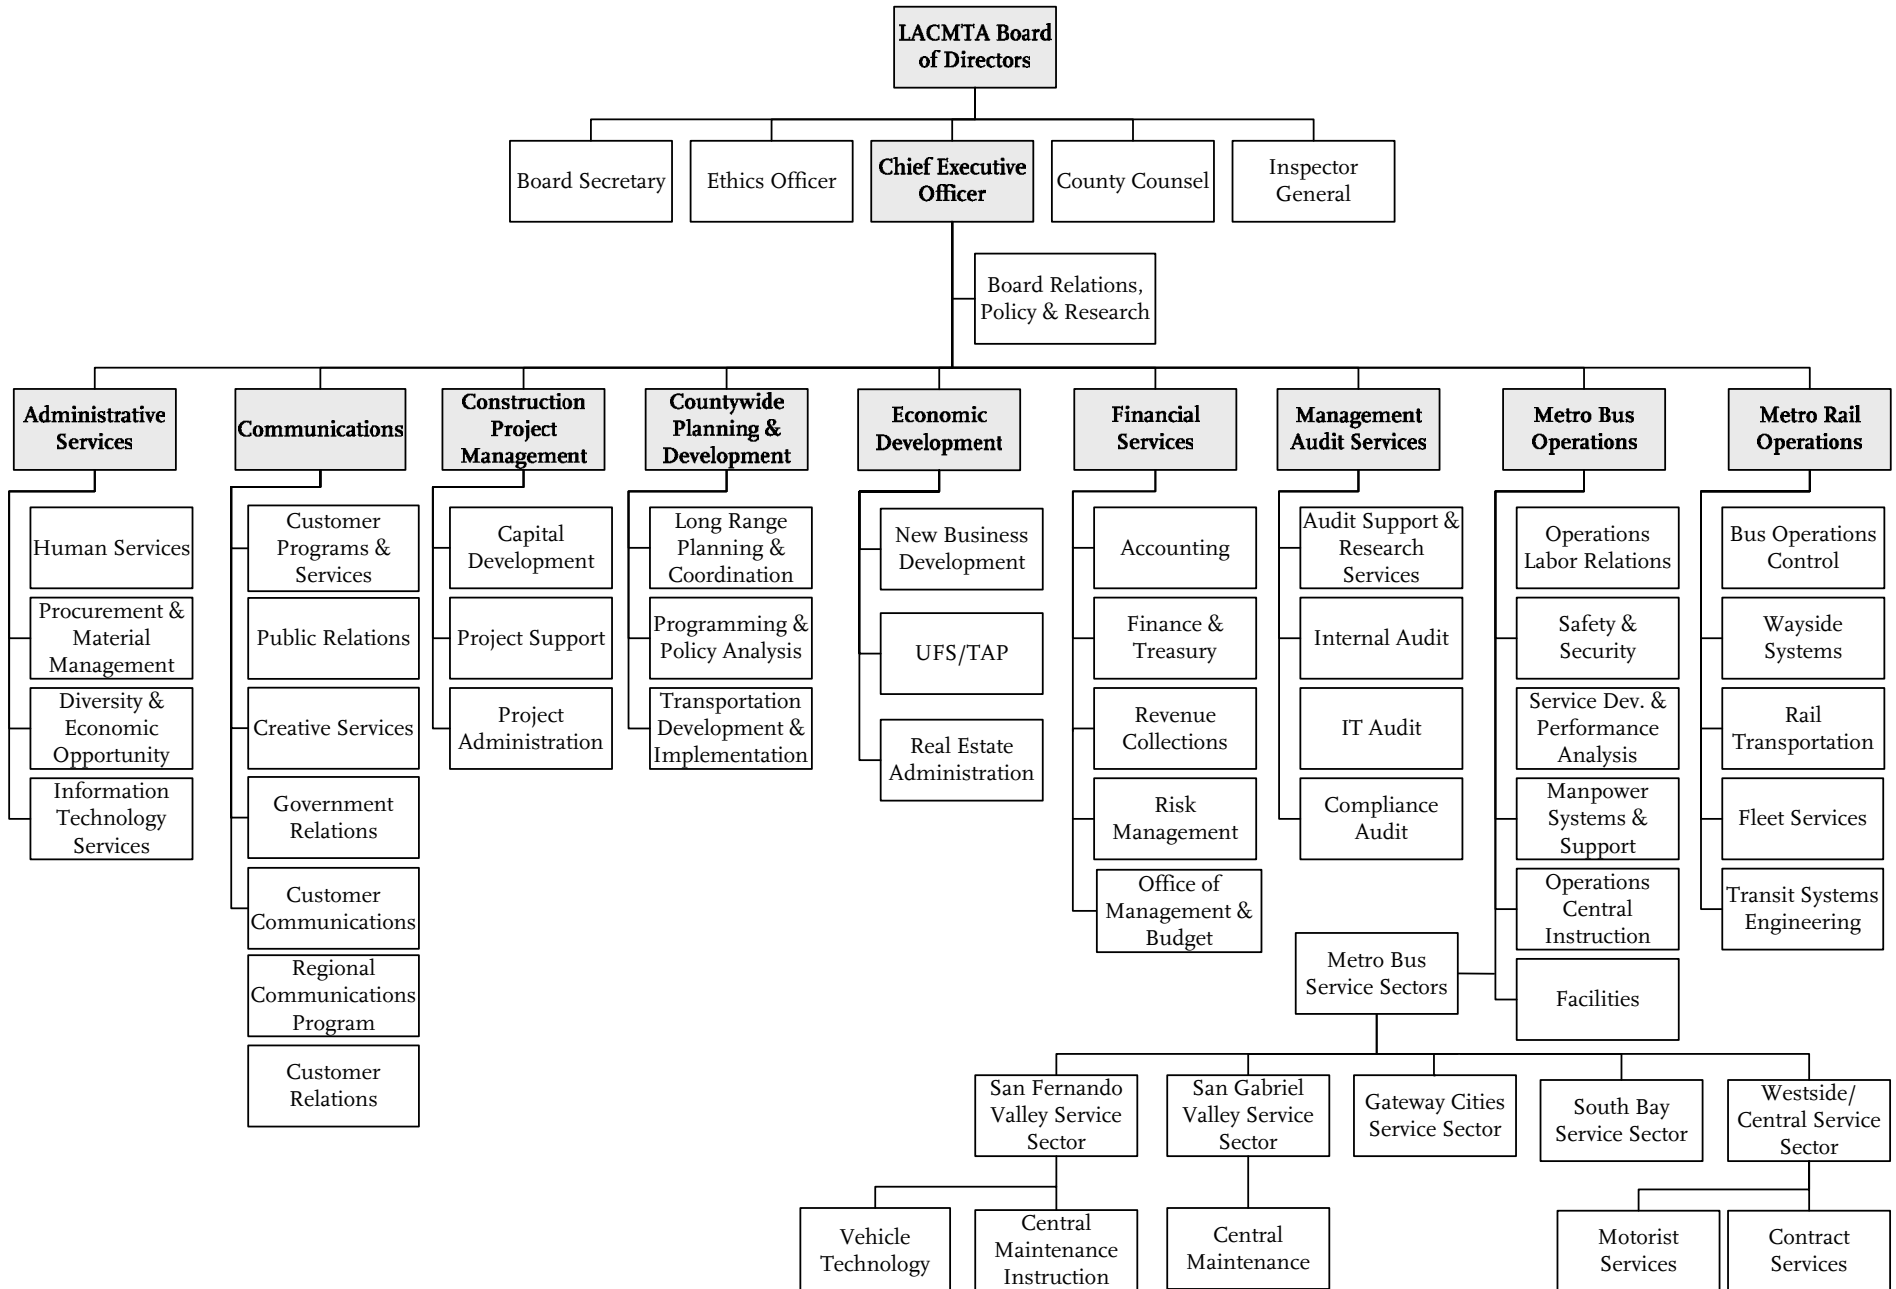 LACMTA Board
of Directors
Board Secretary
Ethics Officer
Chief Executive
Officer
County Counsel
Inspector
General
Board Relations,
Policy & Research
Administrative
Services
Communications
Construction
Project
Management
Countywide
Planning &
Development
Economic
Development
Financial
Services
Management
Audit Services
Metro Bus
Operations
Metro Rail
Operations
Human Services
Procurement &
Material
Management
Diversity &
Economic
Opportunity
Information
Technology
Services
Customer
Programs &
Services
Public Relations
Creative Services
Government
Relations
Customer
Communications
Regional
Communications
Program
Customer
Relations
Capital
Development
Project Support
Project
Administration
Long Range
Planning &
Coordination
Programming &
Policy Analysis
Transportation
Development &
Implementation
New Business
Development
UFS/TAP
Real Estate
Administration
Accounting
Finance &
Treasury
Revenue
Collections
Risk
Management
Office of
Management &
Budget
Audit Support &
Research
Services
Internal Audit
IT Audit
Compliance
Audit
Operations
Labor Relations
Safety &
Security
Service Dev. &
Performance
Analysis
Manpower
Systems &
Support
Operations
Central
Instruction
Facilities
Bus Operations
Control
Wayside
Systems
Rail
Transportation
Fleet Services
Transit Systems
Engineering
Metro Bus
Service Sectors
San Fernando
Valley Service
Sector
San Gabriel
Valley Service
Sector
Gateway Cities
Service Sector
South Bay
Service Sector
Westside/
Central Service
Sector
Vehicle
Technology
Central
Maintenance
Instruction
Central
Maintenance
Motorist
Services
Contract
Services